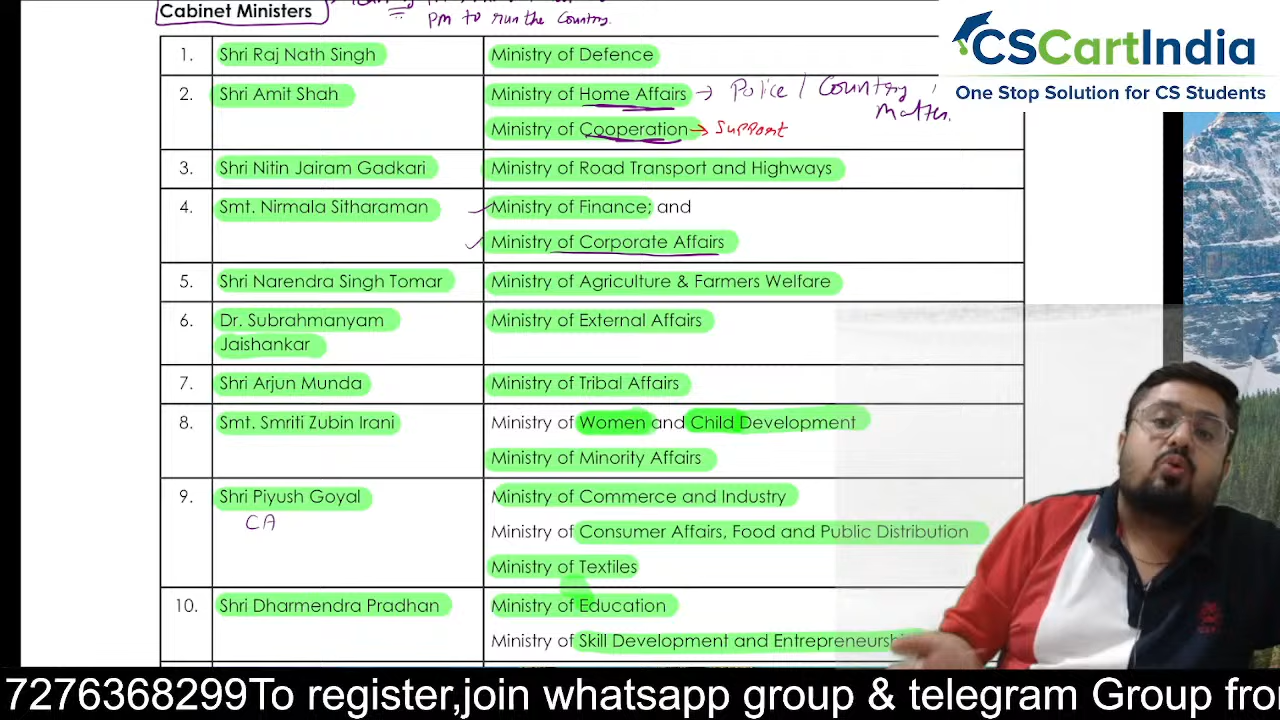 Cabinet Ministers
PM to run the Country.
CSCartIndia
One Stop Solution for CS Students
1. Shri Raj Nath Singh Ministry of Defence
2. Shri Amit Shah Ministry of Home Affairs → Police / Country
Matter.
Ministry of Cooperation → Support
3. Shri Nitin Jairam Gadkari Ministry of Road Transport and Highways
4. Smt. Nirmala Sitharaman Ministry of Finance; and
Ministry of Corporate Affairs
5. Shri Narendra Singh Tomar Ministry of Agriculture & Farmers Welfare
6. Dr. Subrahmanyam Ministry of External Affairs
Jaishankar
7. Shri Arjun Munda Ministry of Tribal Affairs
8. Smt. Smriti Zubin Irani Ministry of Women and Child Development
Ministry of Minority Affairs
9. Shri Piyush Goyal Ministry of Commerce and Industry
CA
Ministry of Consumer Affairs, Food and Public Distribution
Ministry of Textiles
10. Shri Dharmendra Pradhan Ministry of Education
Ministry of Skill Development and Entrepreneurshi
7276368299To register,join whatsapp group & telegram Group fro